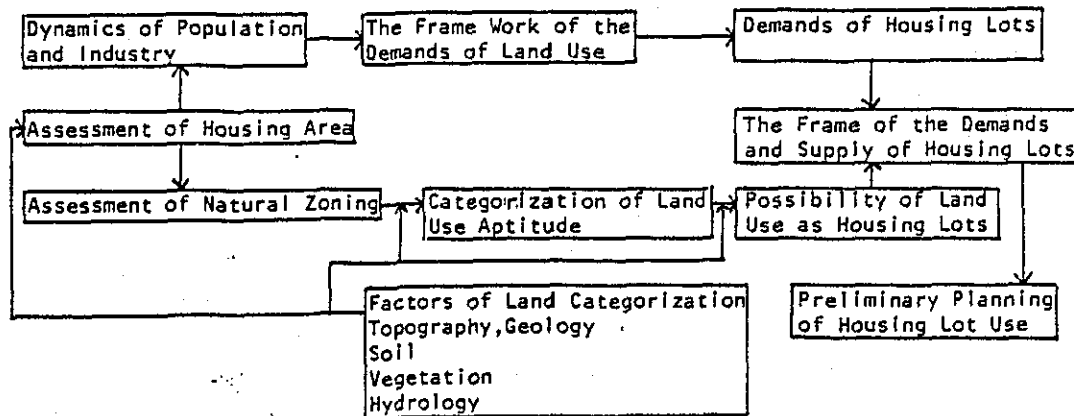 Dynamics of Population
and Industry
The Frame Work of the
Demands of Land Use
Demands of Housing Lots
Assessment of Housing Area
The Frame of the Demands
and Supply of Housing Lots
Assessment of Natural Zoning
Categorization of Land
Use Aptitude
Possibility of Land
Use as Housing Lots
Factors of Land Categorization
Topography,Geology
Soil
Vegetation
Hydrology
Preliminary Planning
of Housing Lot Use